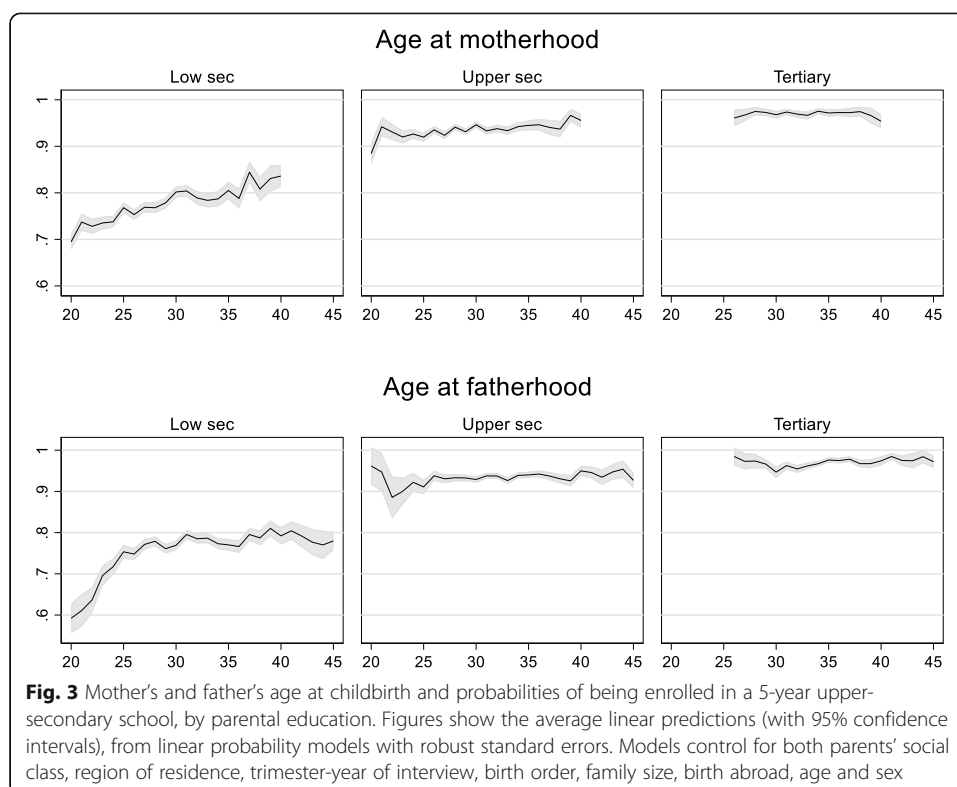 Age at motherhood
Low sec Upper sec Tertiary
1
.9
.8
.7
.6
20 25 30 35 40 45 20 25 30 35 40 45 20 25 30 35 40 45
Age at fatherhood
Low sec Upper sec Tertiary
1
.9
.8
.7
.6
20 25 30 35 40 45 20 25 30 35 40 45 20 25 30 35 40 45
Fig. 3 Mother's and father's age at childbirth and probabilities of being enrolled in a 5-year upper-
secondary school, by parental education. Figures show the average linear predictions (with 95% confidence
intervals), from linear probability models with robust standard errors. Models control for both parents' social
class, region of residence, trimester-year of interview, birth order, family size, birth abroad, age and sex